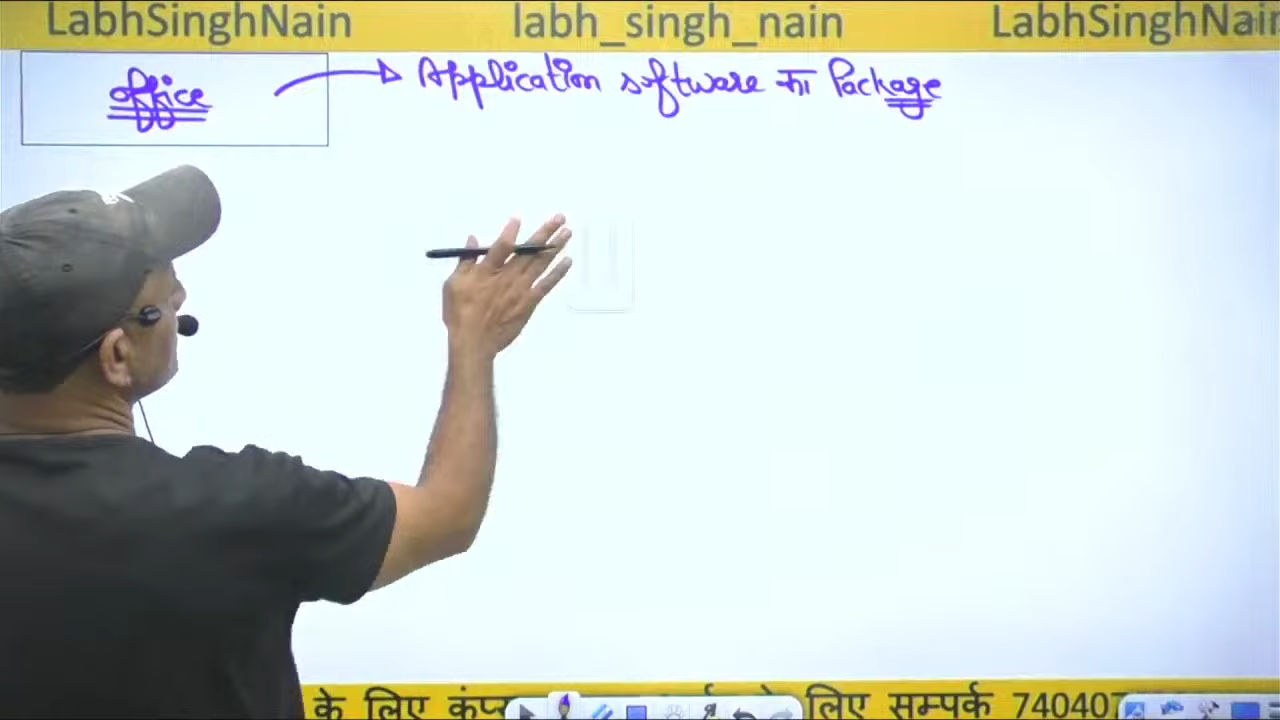 LabhSinghNain labh_singh_nain LabhSinghNain
office → Application software का Package
के लिए कंप्यू के लिए सम्पर्क 74040